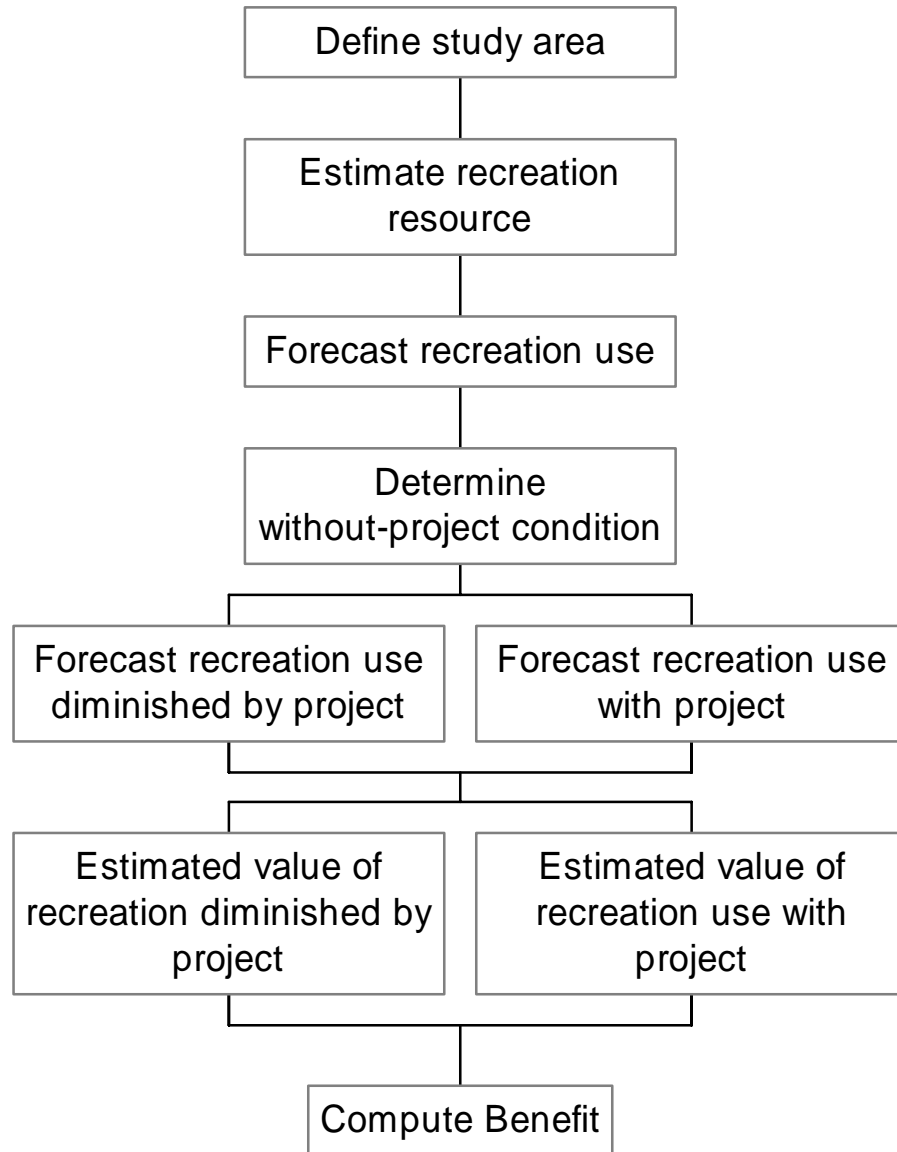 Define study area
Estimate recreation
resource
Forecast recreation use
Determine
without-project condition
Forecast recreation use
diminished by project
Forecast recreation use
with project
Estimated value of
recreation diminished by
project
Estimated value of
recreation use with
project
Compute Benefit